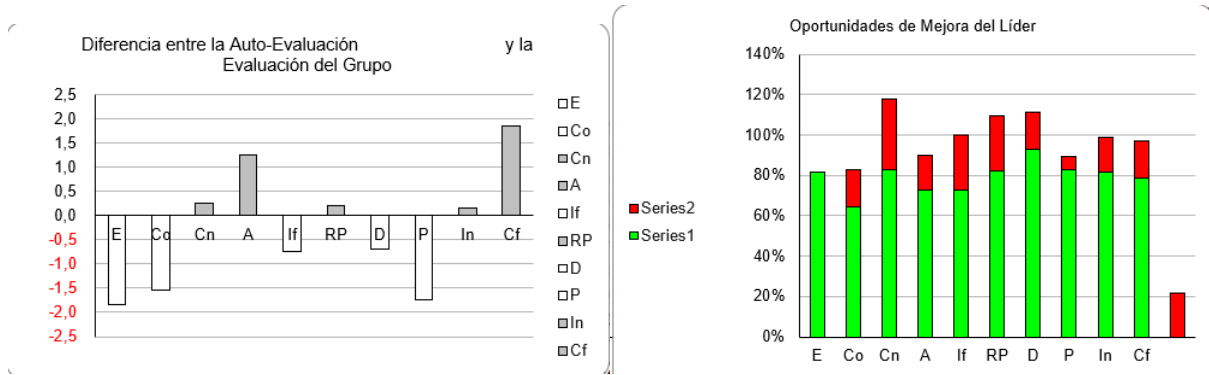 Diferencia entre la Auto-Evaluación y la
Evaluación del Grupo
2,5
2,0
1,5
1,0
0,5
0,0
-0,5
-1,0
-1,5
-2,0
-2,5
E Co Cn A If RP D P In Cf
E
Co
Cn
A
If
RP
D
P
In
Cf
Oportunidades de Mejora del Líder
140%
120%
100%
80%
60%
40%
20%
0%
E Co Cn A If RP D P In Cf
Series2
Series1